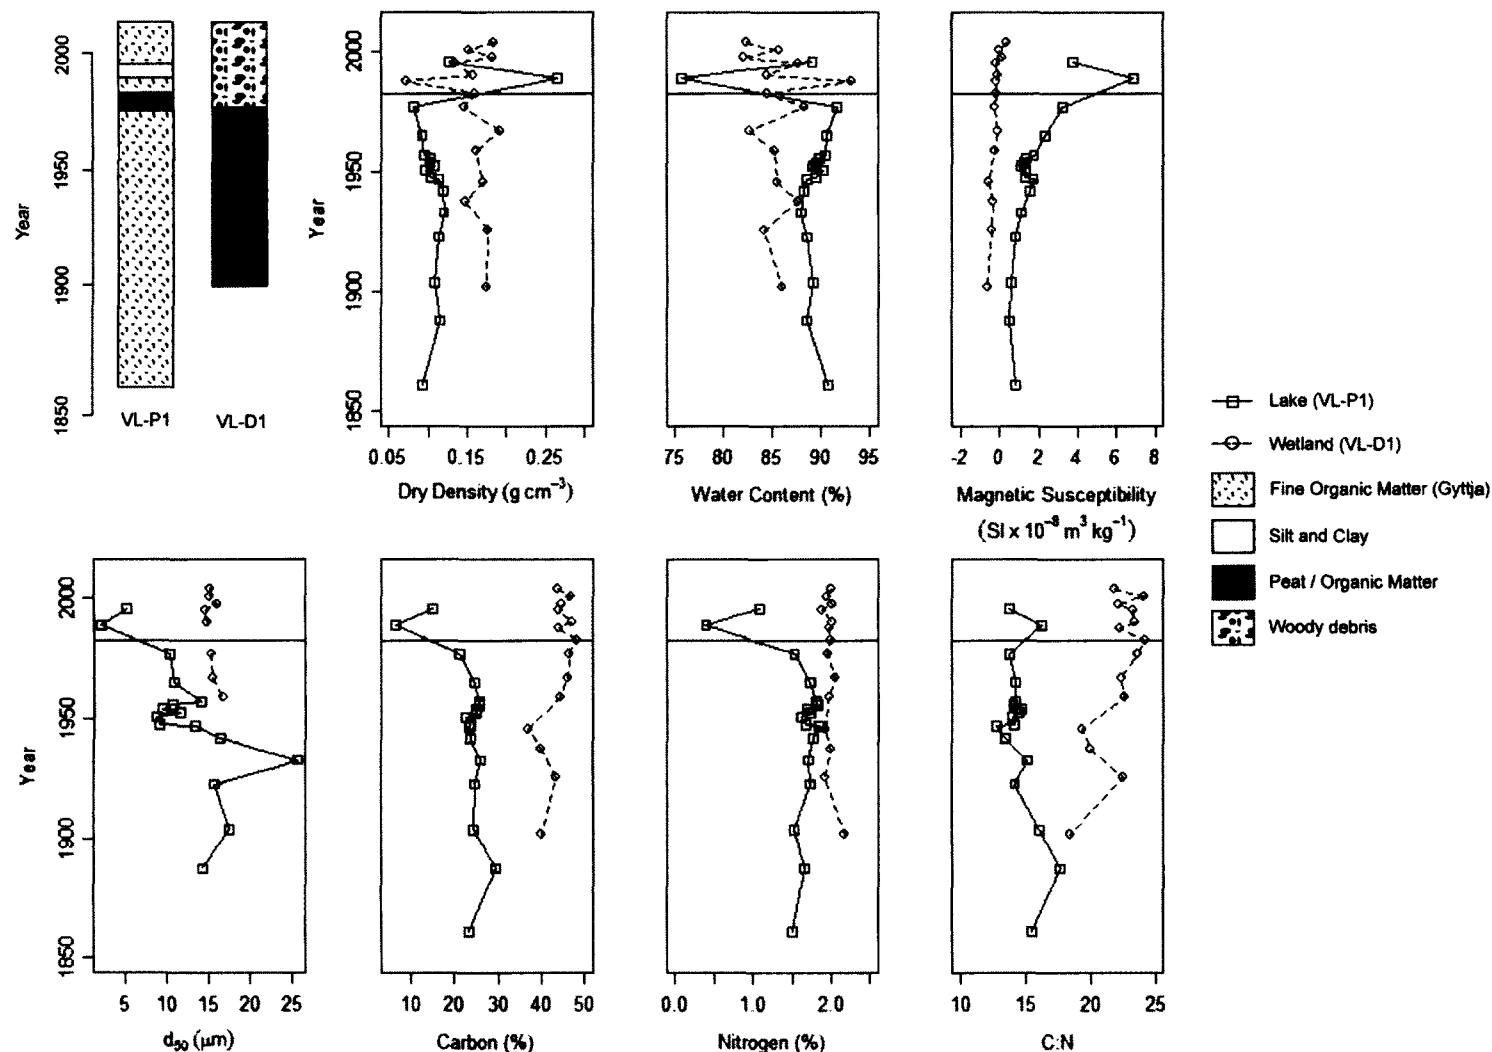 Year
2000
1950
1900
1850
VL-P1
VL-D1
Year
2000
1950
1900
1850
0.05 0.15 0.25
Dry Density (g cm⁻³)
75 80 85 90 95
Water Content (%)
-2 0 2 4 6 8
Magnetic Susceptibility
(SI x 10⁻⁸ m³ kg⁻¹)
Lake (VL-P1)
Wetland (VL-D1)
Fine Organic Matter (Gyttja)
Silt and Clay
Peat / Organic Matter
Woody debris
Year
2000
1950
1900
1850
5 10 15 20 25
d₅₀ (μm)
10 20 30 40 50
Carbon (%)
0.0 1.0 2.0
Nitrogen (%)
10 15 20 25
C:N